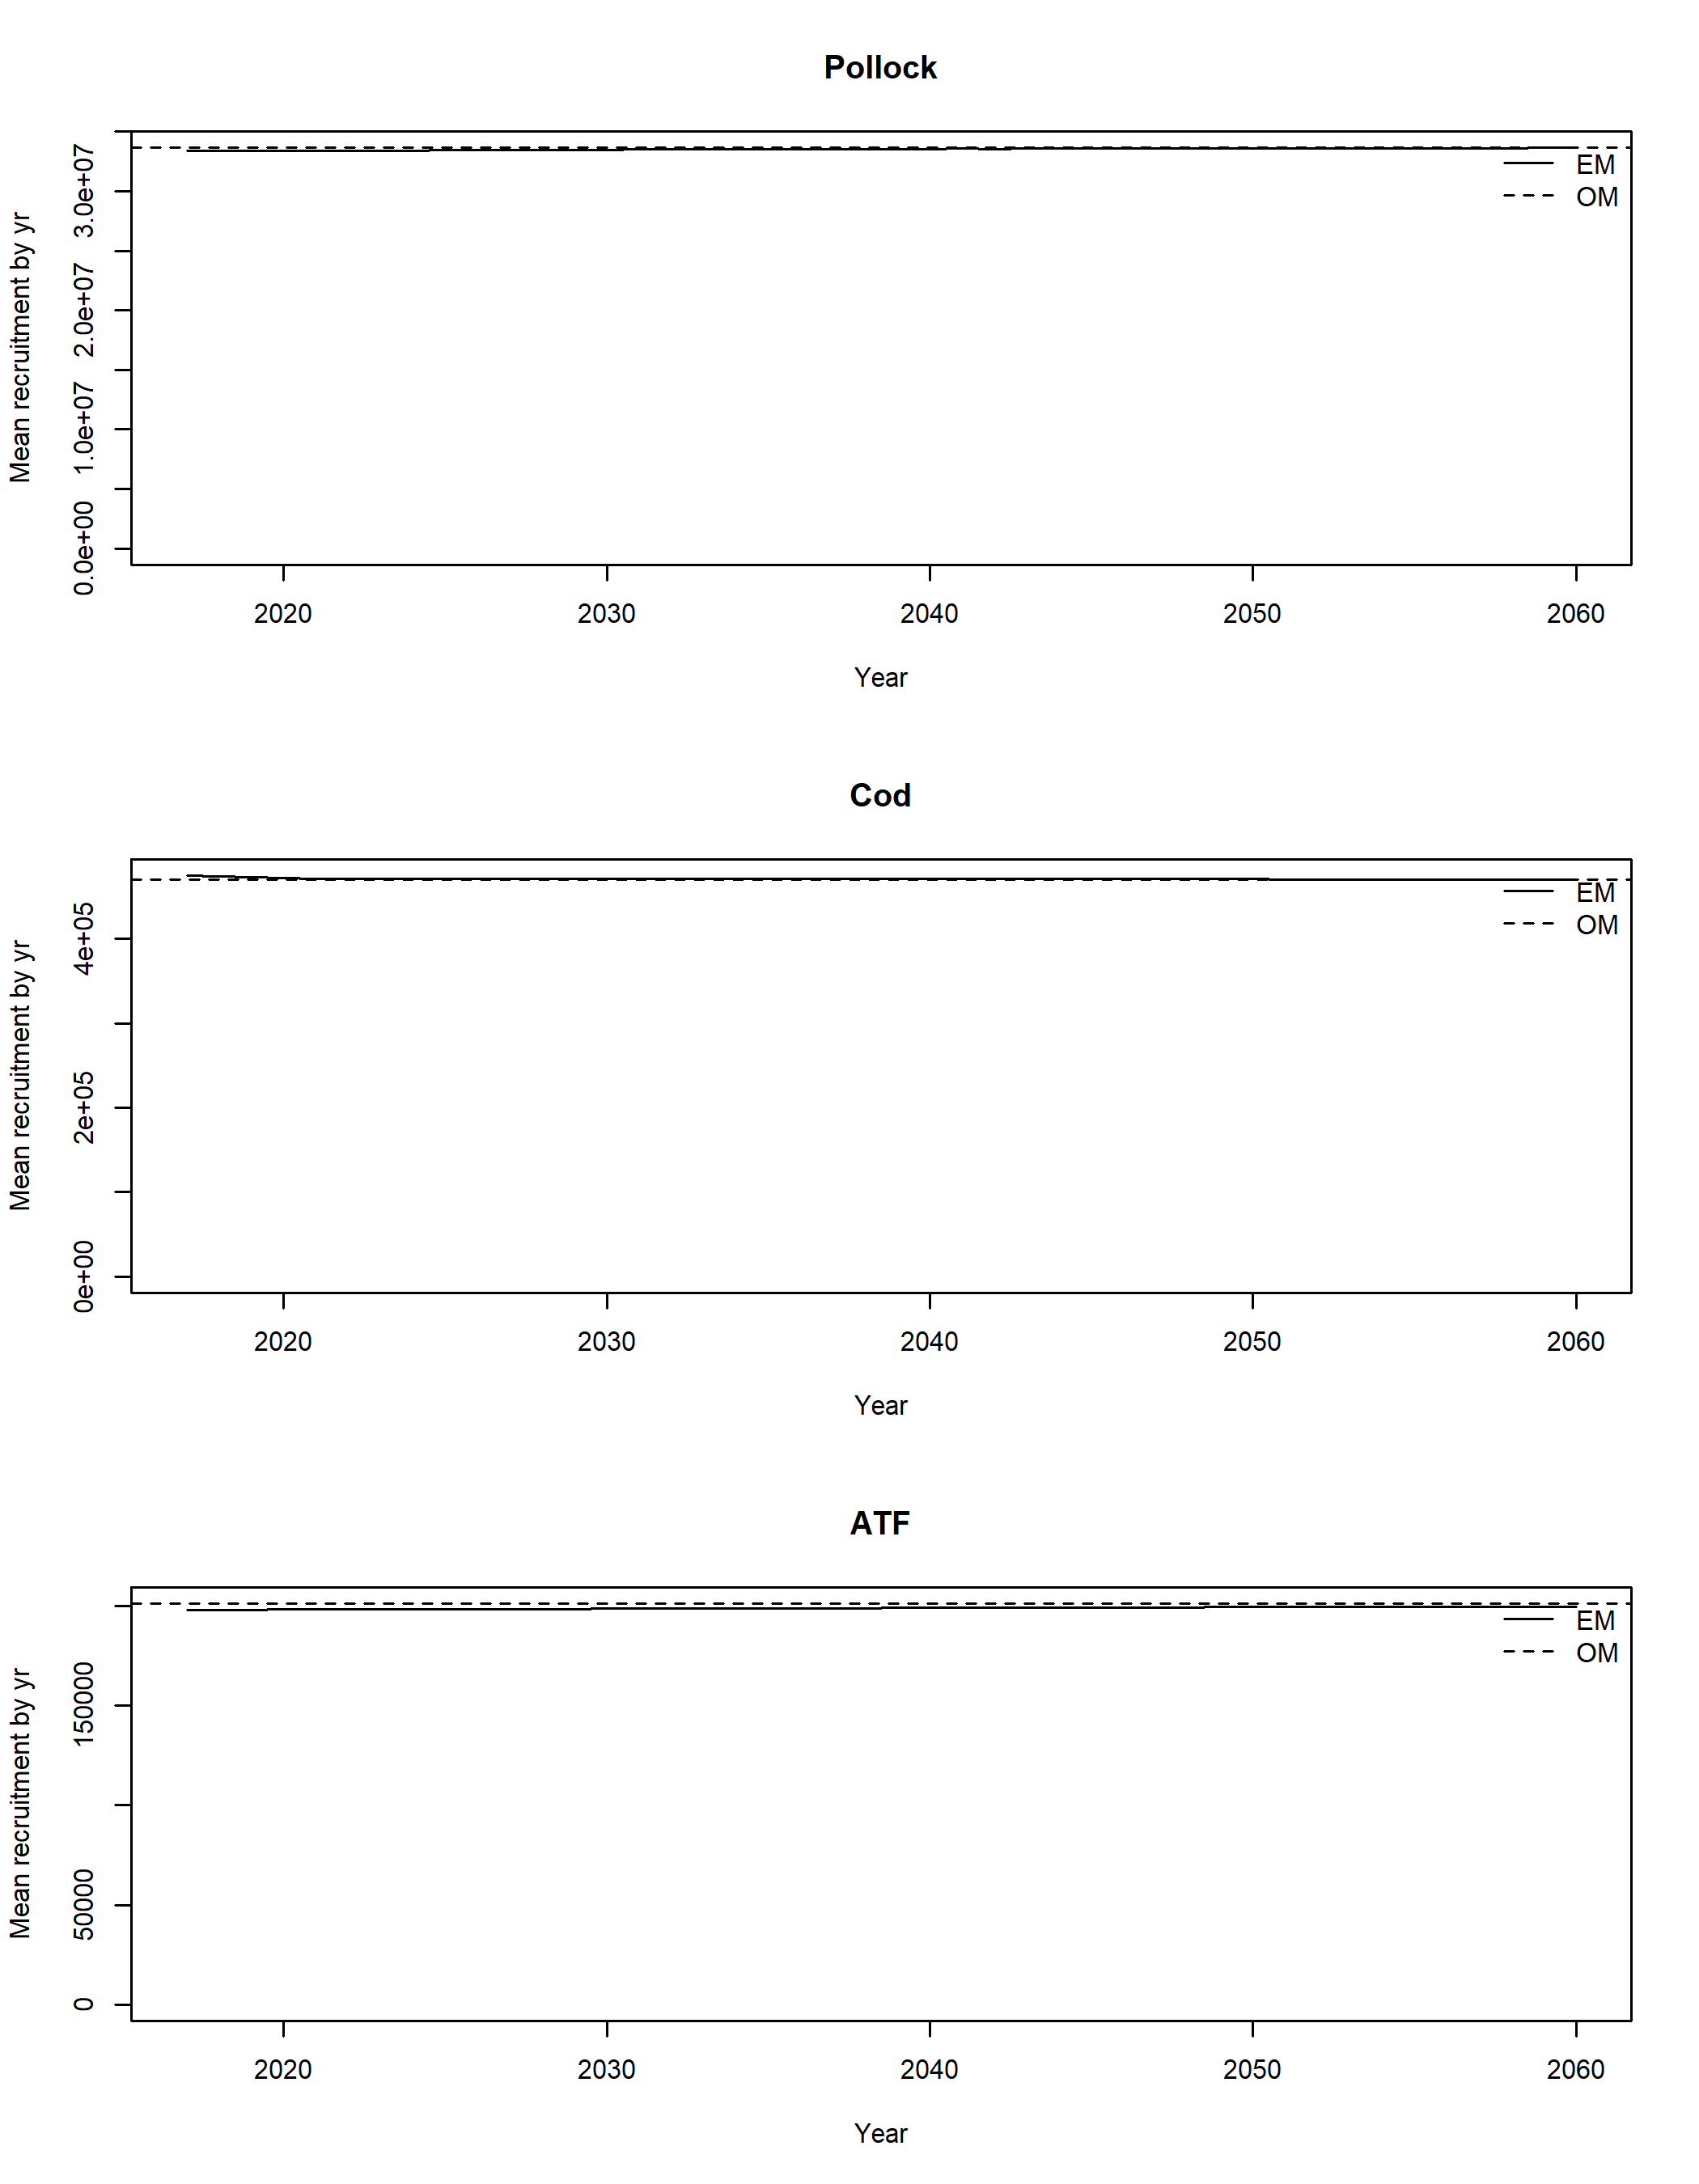 Pollock
Mean recruitment by yr
3.0e+07
2.0e+07
1.0e+07
0.0e+00
EM
OM
2020 2030 2040 2050 2060
Year
Cod
Mean recruitment by yr
4e+05
2e+05
0e+00
EM
OM
2020 2030 2040 2050 2060
Year
ATF
Mean recruitment by yr
150000
50000
0
EM
OM
2020 2030 2040 2050 2060
Year